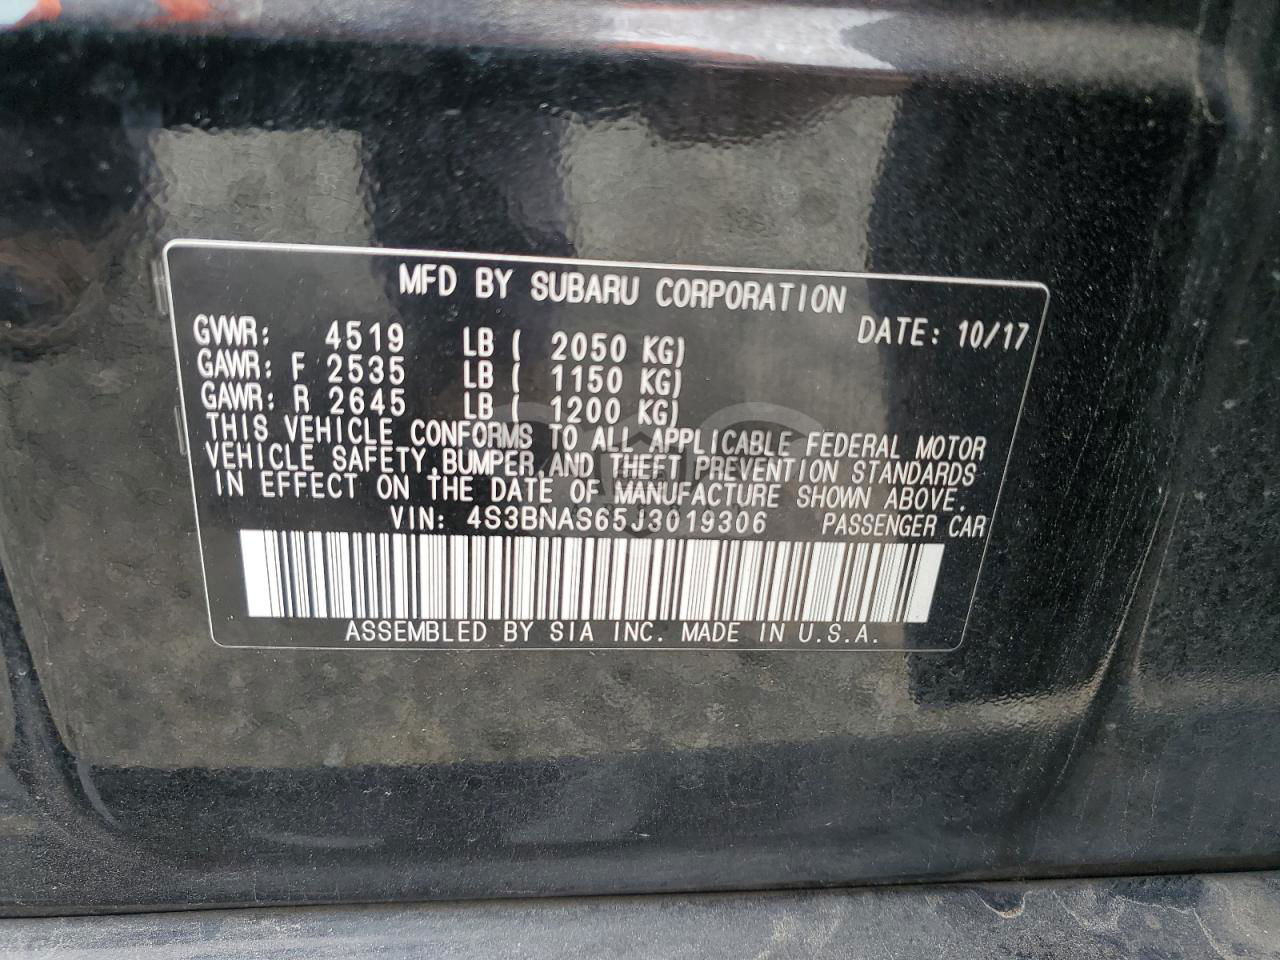 MFD BY SUBARU CORPORATION
DATE: 10/17
GVWR: 4519 LB ( 2050 KG)
GAWR: F 2535 LB ( 1150 KG)
GAWR: R 2645 LB ( 1200 KG)
THIS VEHICLE CONFORMS TO ALL APPLICABLE FEDERAL MOTOR
VEHICLE SAFETY,BUMPER,AND THEFT PREVENTION STANDARDS
IN EFFECT ON THE DATE OF MANUFACTURE SHOWN ABOVE.
VIN: 4S3BNAS65J3019306 PASSENGER CAR
ASSEMBLED BY SIA INC. MADE IN U.S.A.